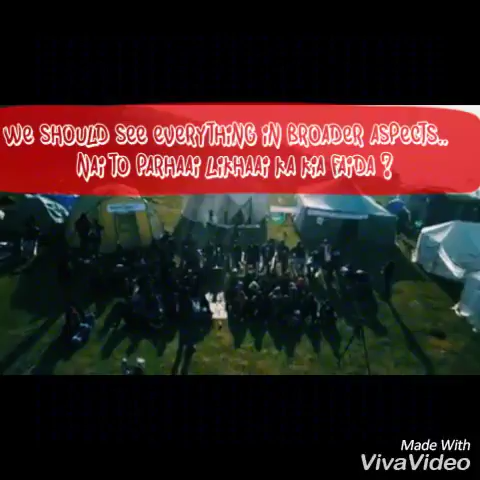 We should see everything in broader aspects..
Nai to parhaai likhaai ka kia faida ?
Made With
VivaVideo